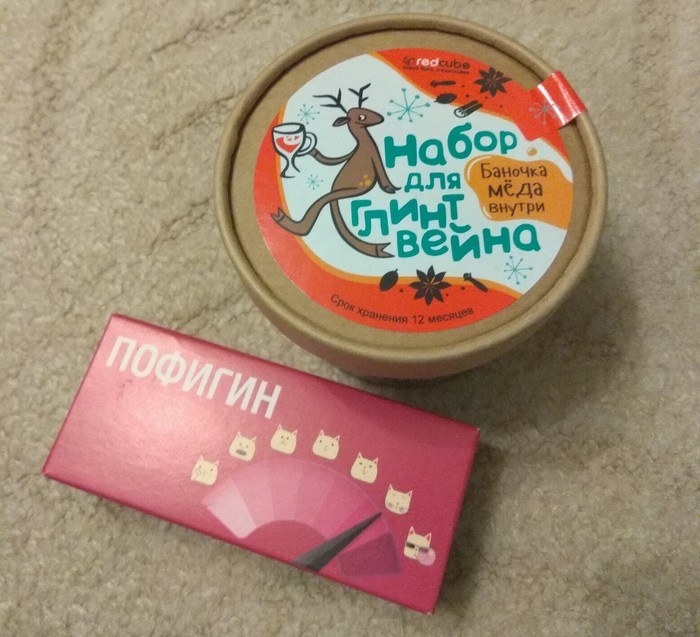 redcube
Набор
для
глинт
вейна
Баночка
мёда
внутри
Срок хранения 12 месяцев
ПОФИГИН